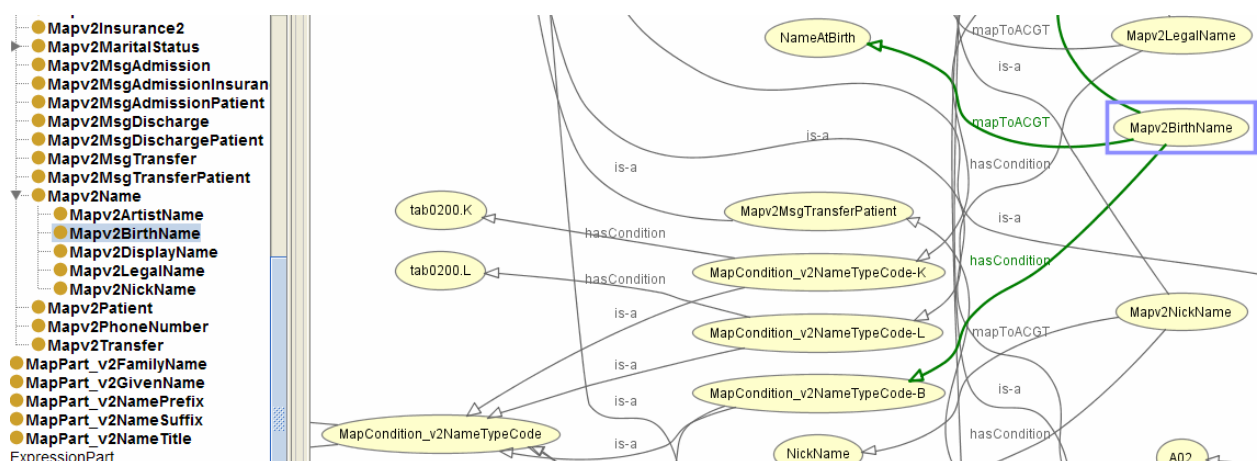 Mapv2Insurance2
Mapv2MaritalStatus
Mapv2MsgAdmission
Mapv2MsgAdmissionInsuran
Mapv2MsgAdmissionPatient
Mapv2MsgDischarge
Mapv2MsgDischargePatient
Mapv2MsgTransfer
Mapv2MsgTransferPatient
Mapv2Name
Mapv2ArtistName
Mapv2BirthName
Mapv2DisplayName
Mapv2LegalName
Mapv2NickName
Mapv2Patient
Mapv2PhoneNumber
Mapv2Transfer
MapPart_v2FamilyName
MapPart_v2GivenName
MapPart_v2NamePrefix
MapPart_v2NameSuffix
MapPart_v2NameTitle
ExpressionPart
NameAtBirth
mapToACGT
Mapv2LegalName
is-a
mapToACGT
Mapv2BirthName
is-a
is-a
hasCondition
tab0200.K
Mapv2MsgTransferPatient
is-a
hasCondition
hasCondition
tab0200.L
MapCondition_v2NameTypeCode-K
hasCondition
is-a
Mapv2NickName
MapCondition_v2NameTypeCode-L
mapToACGT
is-a
MapCondition_v2NameTypeCode-B
is-a
is-a
MapCondition_v2NameTypeCode
is-a
hasCondition
NickName
A02